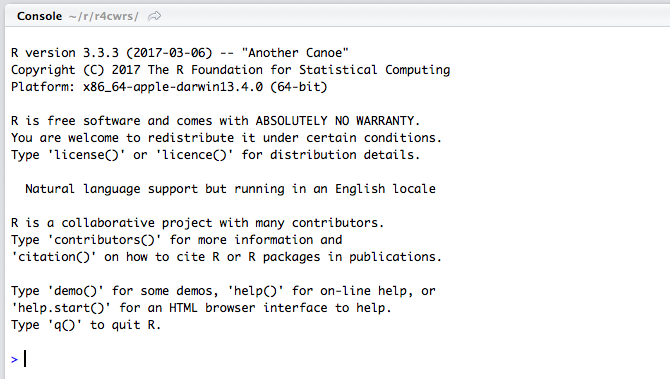 Console ~/r/r4cwrs/
R version 3.3.3 (2017-03-06) -- "Another Canoe"
Copyright (C) 2017 The R Foundation for Statistical Computing
Platform: x86_64-apple-darwin13.4.0 (64-bit)
R is free software and comes with ABSOLUTELY NO WARRANTY.
You are welcome to redistribute it under certain conditions.
Type 'license()' or 'licence()' for distribution details.
Natural language support but running in an English locale
R is a collaborative project with many contributors.
Type 'contributors()' for more information and
'citation()' on how to cite R or R packages in publications.
Type 'demo()' for some demos, 'help()' for on-line help, or
'help.start()' for an HTML browser interface to help.
Type 'q()' to quit R.
>